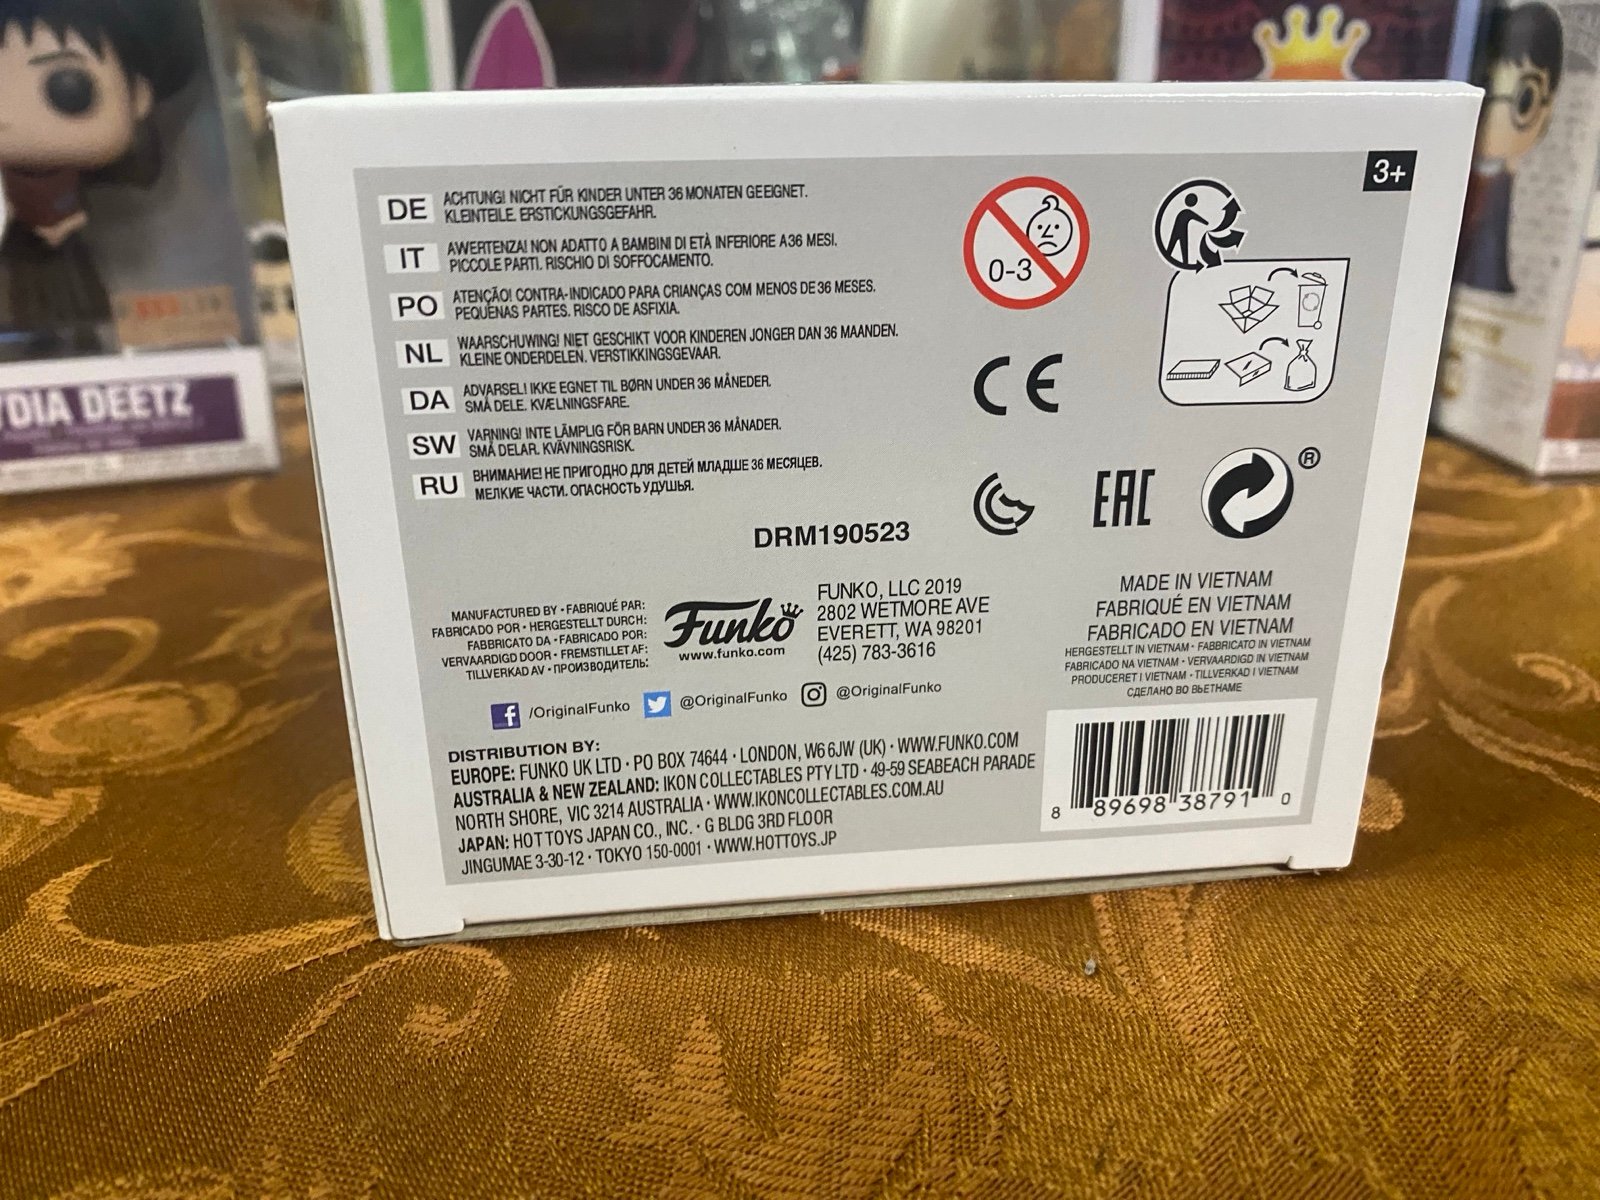 3+
DE
ACHTUNG! NICHT FÜR KINDER UNTER 36 MONATEN GEEIGNET.
KLEINTEILE. ERSTICKUNGSGEFAHR.
IT
AWERTENZA! NON ADATTO A BAMBINI DI ETÀ INFERIORE A 36 MESI.
PICCOLE PARTI. RISCHIO DI SOFFOCAMENTO.
PO
ATENÇÃO! CONTRA-INDICADO PARA CRIANÇAS COM MENOS DE 36 MESES.
PEQUENAS PARTES. RISCO DE ASFIXIA.
NL
WAARSCHUWING! NIET GESCHIKT VOOR KINDEREN JONGER DAN 36 MAANDEN.
KLEINE ONDERDELEN. VERSTIKKINGSGEVAAR.
DA
ADVARSEL! IKKE EGNET TIL BØRN UNDER 36 MÅNEDER.
SMÅ DELE. KVÆLNINGSFARE.
SW
VARNING! INTE LÄMPLIG FÖR BARN UNDER 36 MÅNADER.
SMÅ DELAR. KVÄVNINGSRISK.
RU
ВНИМАНИЕ! НЕ ПРИГОДНО ДЛЯ ДЕТЕЙ МЛАДШЕ 36 МЕСЯЦЕВ.
МЕЛКИЕ ЧАСТИ. ОПАСНОСТЬ УДУШЬЯ.
0-3
CE
EAC
®
DRM190523
MANUFACTURED BY • FABRIQUÉ PAR:
FABRICADO POR • HERGESTELLT DURCH:
FABBRICATO DA • FABRICADO POR:
VERVAARDIGD DOOR • FREMSTILLET AF:
TILLVERKAD AV • ПРОИЗВОДИТЕЛЬ:
Funko
www.funko.com
FUNKO, LLC 2019
2802 WETMORE AVE
EVERETT, WA 98201
(425) 783-3616
MADE IN VIETNAM
FABRIQUÉ EN VIETNAM
FABRICADO EN VIETNAM
HERGESTELLT IN VIETNAM • FABBRICATO IN VIETNAM
FABRICADO NA VIETNAM • VERVAARDIGD IN VIETNAM
PRODUCERET I VIETNAM • TILLVERKAD I VIETNAM
СДЕЛАНО ВО ВЬЕТНАМЕ
/OriginalFunko @OriginalFunko @OriginalFunko
DISTRIBUTION BY:
EUROPE: FUNKO UK LTD • PO BOX 74644 • LONDON, W6 6JW (UK) • WWW.FUNKO.COM
AUSTRALIA & NEW ZEALAND: IKON COLLECTABLES PTY LTD • 49-59 SEABEACH PARADE
NORTH SHORE, VIC 3214 AUSTRALIA • WWW.IKONCOLLECTABLES.COM.AU
JAPAN: HOT TOYS JAPAN CO., INC. • G BLDG 3RD FLOOR
JINGUMAE 3-30-12 • TOKYO 150-0001 • WWW.HOTTOYS.JP
8 89698 38791 0
YDIA DEETZ